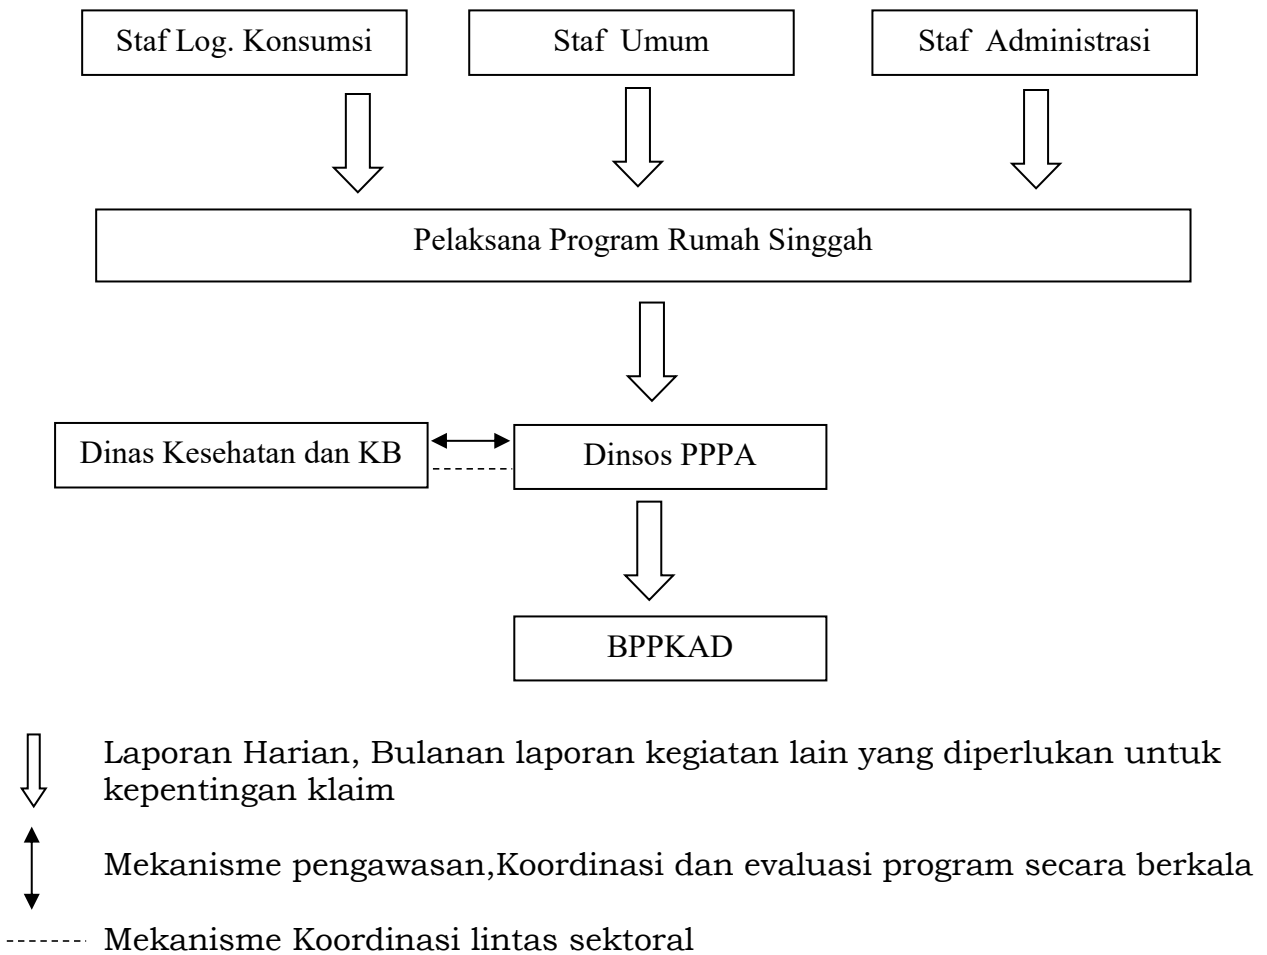 Staf Log. Konsumsi
Staf Umum
Staf Administrasi
Pelaksana Program Rumah Singgah
Dinas Kesehatan dan KB
Dinsos PPPA
BPPKAD
Laporan Harian, Bulanan laporan kegiatan lain yang diperlukan untuk
kepentingan klaim
Mekanisme pengawasan,Koordinasi dan evaluasi program secara berkala
Mekanisme Koordinasi lintas sektoral